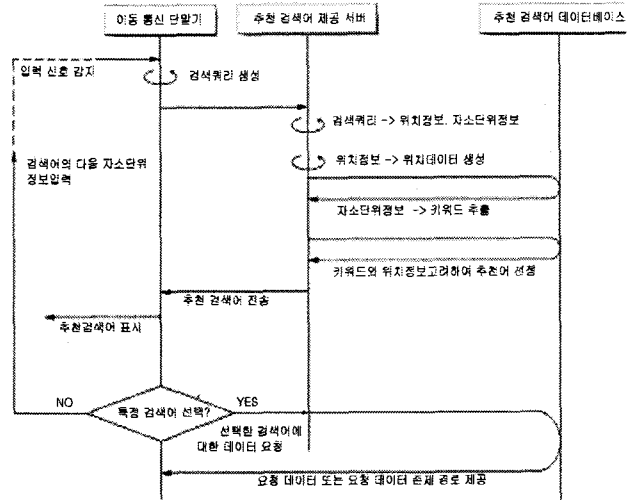 이동 통신 단말기
추천 검색어 제공 서버
추천 검색어 데이터베이스
입력 신호 감지
검색쿼리 생성
검색쿼리 -> 위치정보, 자소단위정보
검색어의 다음 자소단위
정보입력
위치정보 -> 위치데이터 생성
자소단위정보 -> 키워드 추출
키워드와 위치정보고려하여 추천어 선정
추천 검색어 전송
추천검색어 표시
NO
특정 검색어 선택?
YES
선택한 검색어에
대한 데이터 요청
요청 데이터 또는 요청 데이터 존재 경로 제공